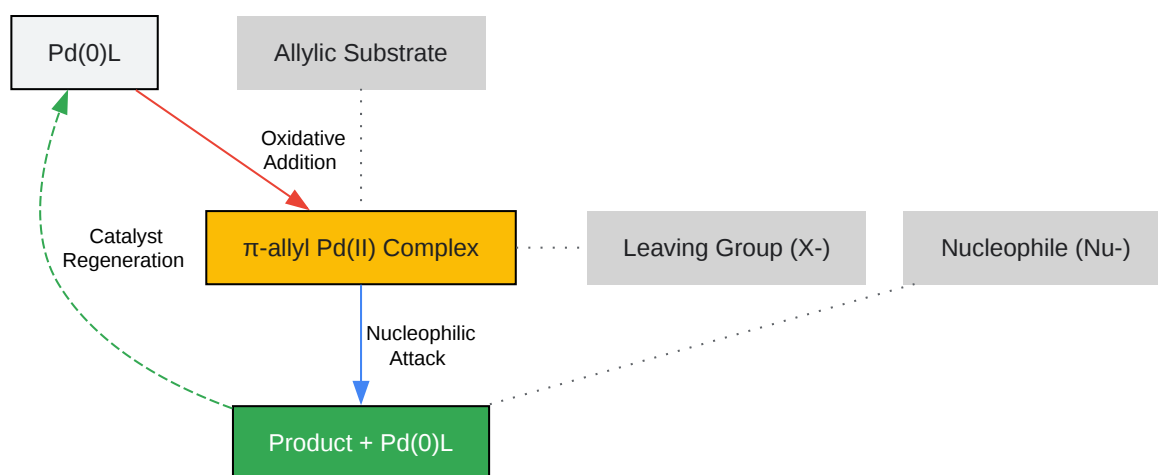 Pd(0)L
Allylic Substrate
Oxidative
Addition
π-allyl Pd(II) Complex
Leaving Group (X-)
Nucleophile (Nu-)
Catalyst
Regeneration
Nucleophilic
Attack
Product + Pd(0)L